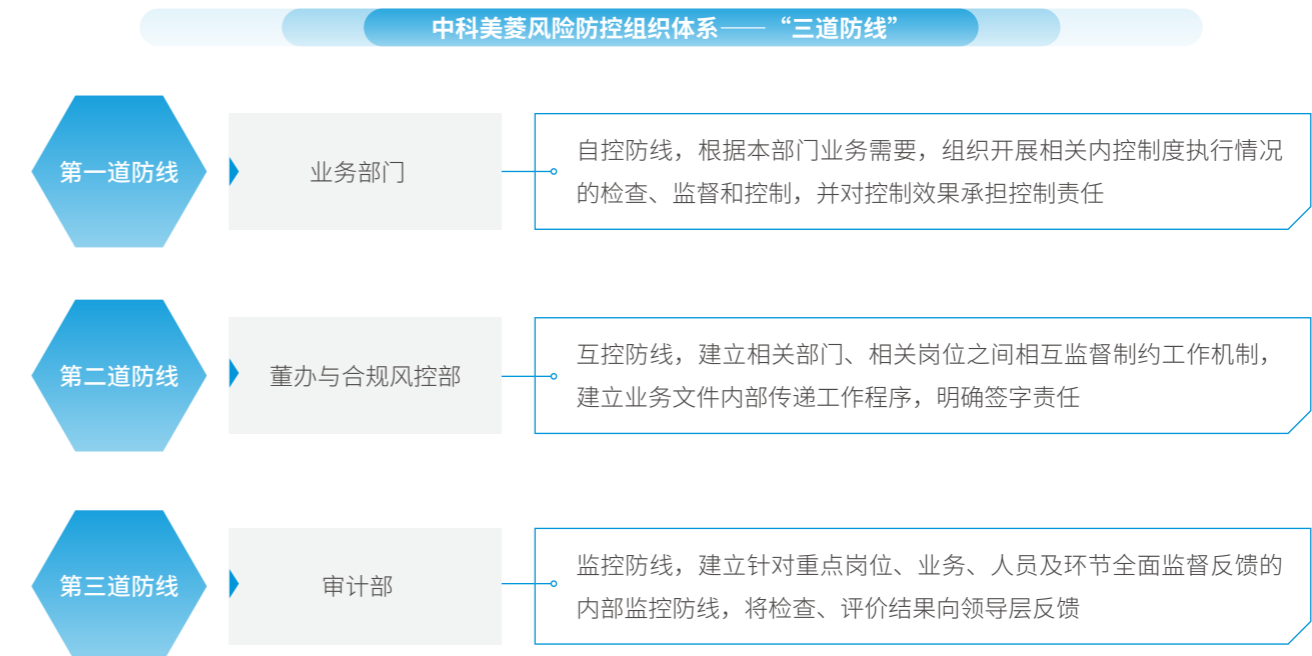 中科美菱风险防控组织体系——“三道防线”
第一道防线
业务部门
自控防线，根据本部门业务需要，组织开展相关内控制度执行情况
的检查、监督和控制，并对控制效果承担控制责任
第二道防线
董办与合规风控部
互控防线，建立相关部门、相关岗位之间相互监督制约工作机制，
建立业务文件内部传递工作程序，明确签字责任
第三道防线
审计部
监控防线，建立针对重点岗位、业务、人员及环节全面监督反馈的
内部监控防线，将检查、评价结果向领导层反馈